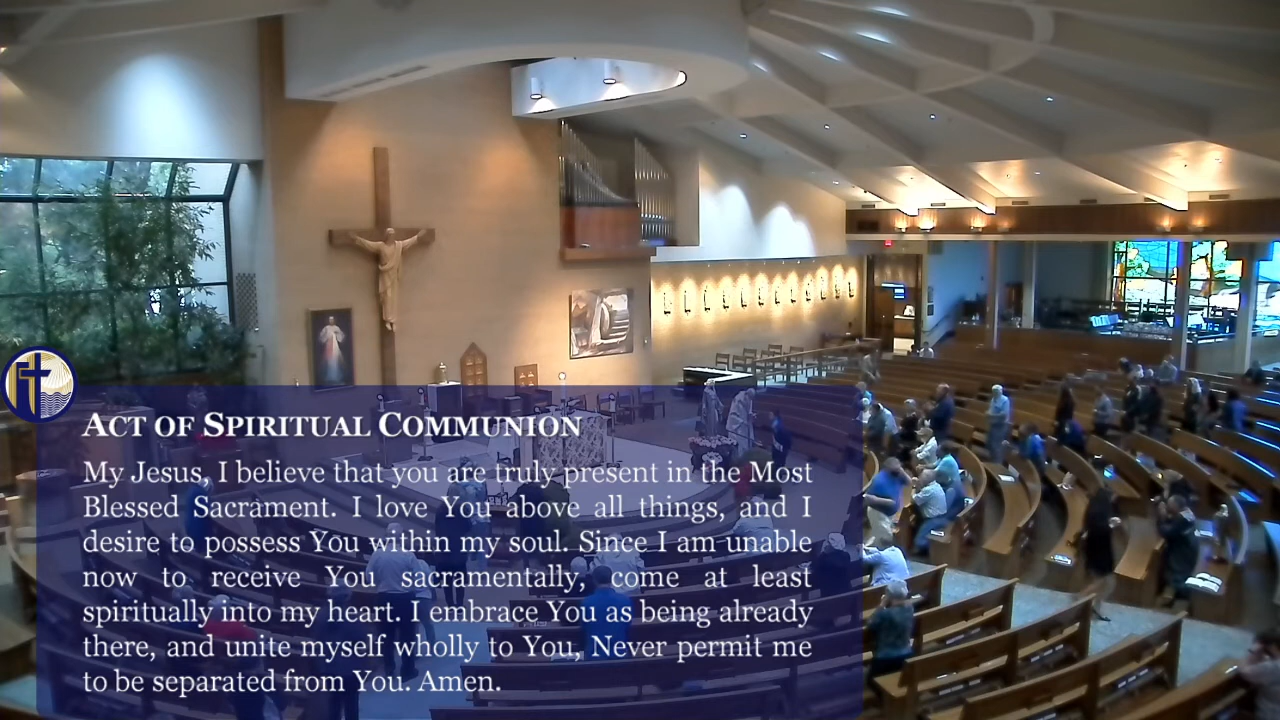 ACT OF SPIRITUAL COMMUNION
My Jesus, I believe that you are truly present in the Most
Blessed Sacrament. I love You above all things, and I
desire to possess You within my soul. Since I am unable
now to receive You sacramentally, come at least
spiritually into my heart. I embrace You as being already
there, and unite myself wholly to You, Never permit me
to be separated from You. Amen.